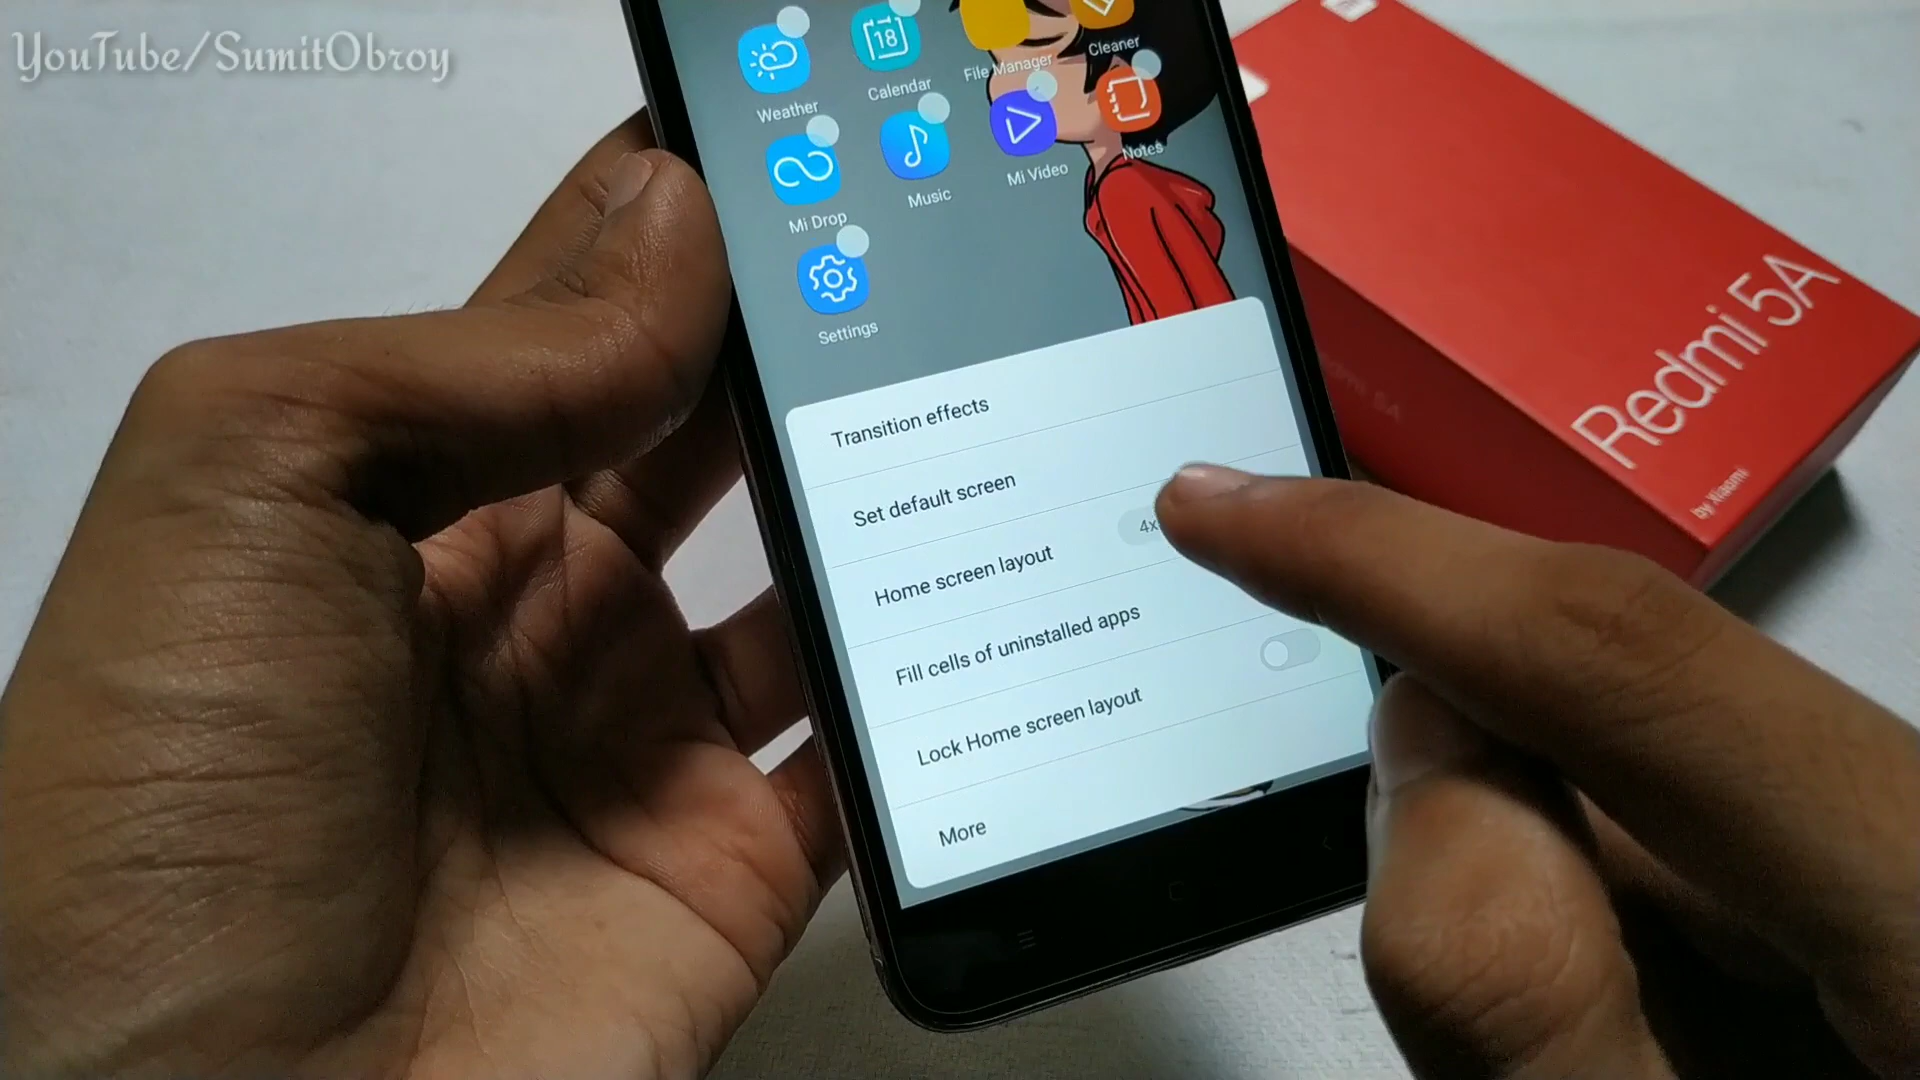 YouTube/SumitObroy
Weather
18
Calendar
File Manager
Cleaner
Mi Drop
Music
Mi Video
Notes
Settings
Transition effects
Set default screen
Home screen layout
Fill cells of uninstalled apps
Lock Home screen layout
More
Redmi 5A
by Xiaomi